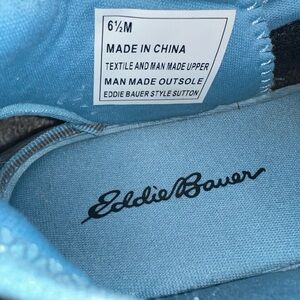 6½M
MADE IN CHINA
TEXTILE AND MAN MADE UPPER
MAN MADE OUTSOLE
EDDIE BAUER STYLE SUTTON
Eddie Bauer